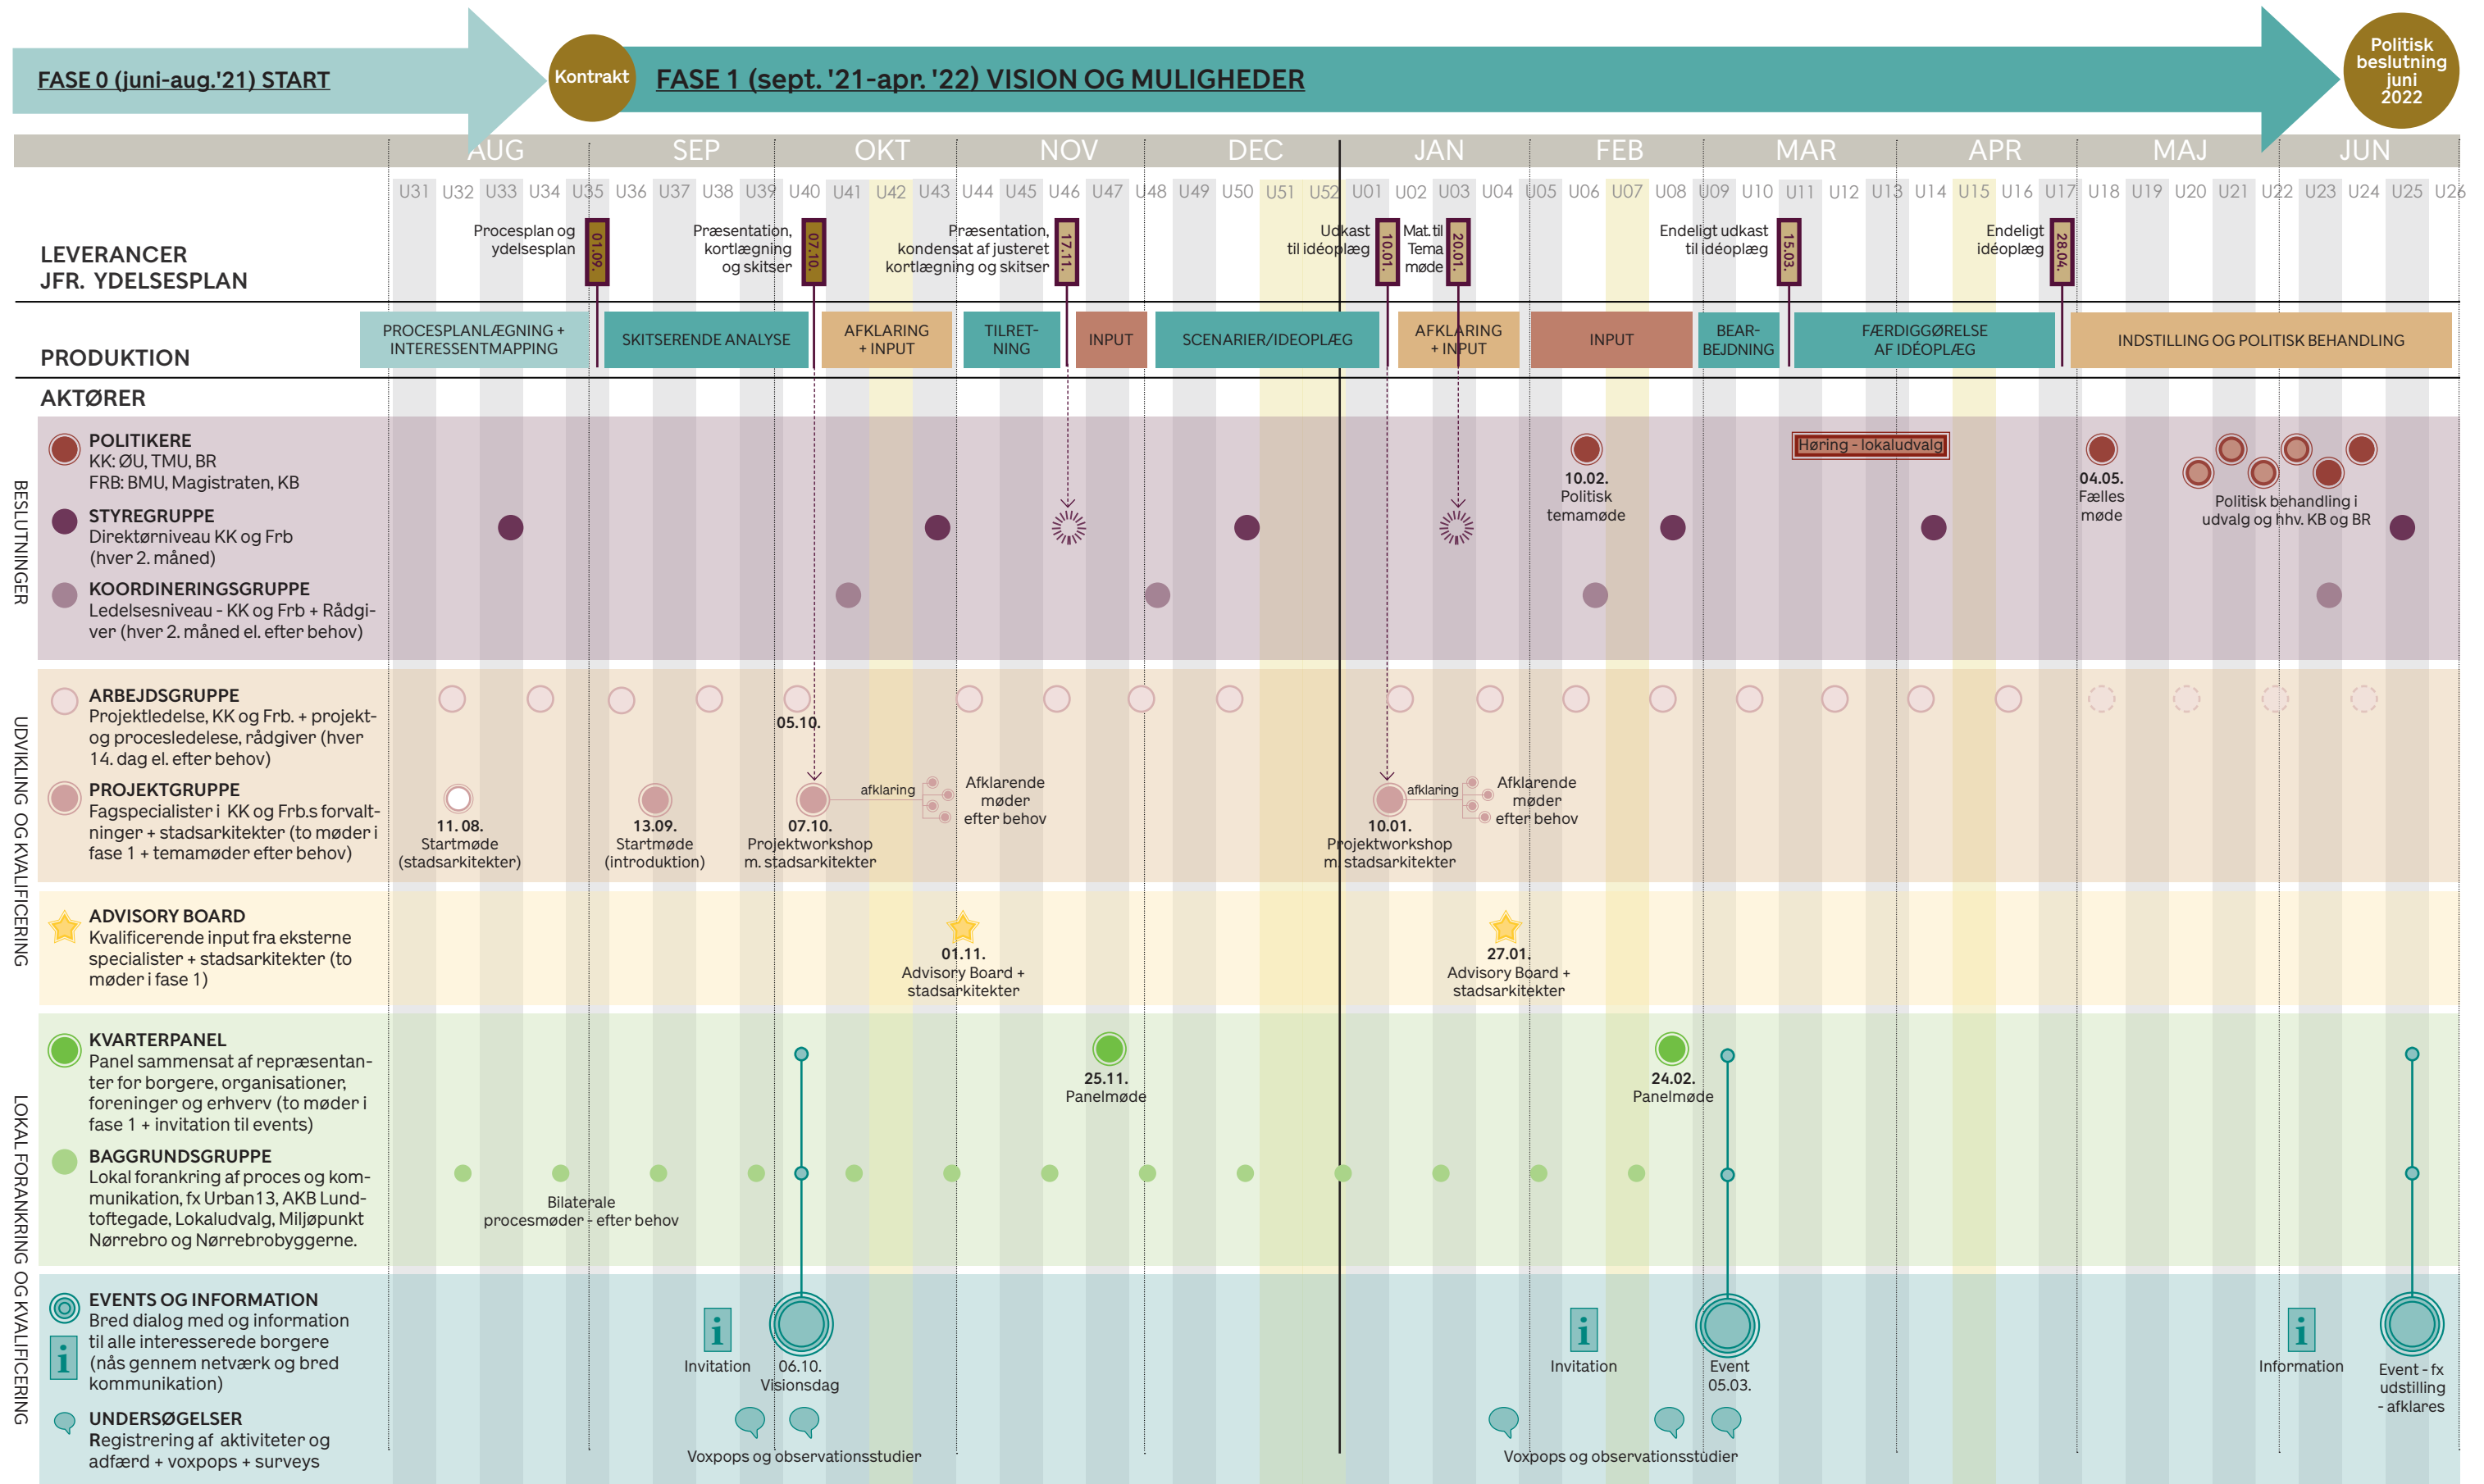 FASE 0 (juni-aug.'21) START
Kontrakt
FASE 1 (sept. '21-apr. '22) VISION OG MULIGHEDER
Politisk
beslutning
juni
2022
AUG SEP OKT NOV DEC JAN FEB MAR APR MAJ JUN
U31 U32 U33 U34 U35 U36 U37 U38 U39 U40 U41 U42 U43 U44 U45 U46 U47 U48 U49 U50 U51 U52 U01 U02 U03 U04 U05 U06 U07 U08 U09 U10 U11 U12 U13 U14 U15 U16 U17 U18 U19 U20 U21 U22 U23 U24 U25 U26
LEVERANCER
JFR. YDELSESPLAN
Procesplan og
ydelsesplan
01.09.
Præsentation,
kortlægning
og skitser
07.10.
Præsentation,
kondensat af justeret
kortlægning og skitser
17.11.
Udkast
til idéoplæg
10.01.
Mat.til
Tema
møde
20.01.
Endeligt udkast
til idéoplæg
15.03.
Endeligt
idéoplæg
28.04.
PRODUKTION
PROCESPLANLÆGNING +
INTERESSENTMAPPING
SKITSERENDE ANALYSE
AFKLARING
+ INPUT
TILRET-
NING
INPUT
SCENARIER/IDEOPLÆG
AFKLARING
+ INPUT
INPUT
BEAR-
BEJDNING
FÆRDIGGØRELSE
AF IDÉOPLÆG
INDSTILLING OG POLITISK BEHANDLING
AKTØRER
BESLUTNINGER
POLITIKERE
KK: ØU, TMU, BR
FRB: BMU, Magistraten, KB
10.02.
Politisk
temamøde
Høring - lokaludvalg
04.05.
Fælles
møde
Politisk behandling i
udvalg og hhv. KB og BR
STYREGRUPPE
Direktørniveau KK og Frb
(hver 2. måned)
KOORDINERINGSGRUPPE
Ledelsesniveau - KK og Frb + Rådgi-
ver (hver 2. måned el. efter behov)
UDVIKLING OG KVALIFICERING
ARBEJDSGRUPPE
Projektledelse, KK og Frb. + projekt-
og procesledelese, rådgiver (hver
14. dag el. efter behov)
05.10.
PROJEKTGRUPPE
Fagspecialister i KK og Frb.s forvalt-
ninger + stadsarkitekter (to møder i
fase 1 + temamøder efter behov)
11. 08.
Startmøde
(stadsarkitekter)
13.09.
Startmøde
(introduktion)
07.10.
Projektworkshop
m. stadsarkitekter
afklaring
Afklarende
møder
efter behov
10.01.
Projektworkshop
m. stadsarkitekter
afklaring
Afklarende
møder
efter behov
ADVISORY BOARD
Kvalificerende input fra eksterne
specialister + stadsarkitekter (to
møder i fase 1)
01.11.
Advisory Board +
stadsarkitekter
27.01.
Advisory Board +
stadsarkitekter
LOKAL FORANKRING OG KVALIFICERING
KVARTERPANEL
Panel sammensat af repræsentan-
ter for borgere, organisationer,
foreninger og erhverv (to møder i
fase 1 + invitation til events)
25.11.
Panelmøde
24.02.
Panelmøde
BAGGRUNDSGRUPPE
Lokal forankring af proces og kom-
munikation, fx Urban13, AKB Lund-
toftegade, Lokaludvalg, Miljøpunkt
Nørrebro og Nørrebrobyggerne.
Bilaterale
procesmøder - efter behov
EVENTS OG INFORMATION
Bred dialog med og information
til alle interesserede borgere
(nås gennem netværk og bred
kommunikation)
i
i
Invitation
06.10.
Visionsdag
i
Invitation
Event
05.03.
i
Information
Event - fx
udstilling
- afklares
UNDERSØGELSER
Registrering af aktiviteter og
adfærd + voxpops + surveys
Voxpops og observationsstudier
Voxpops og observationsstudier